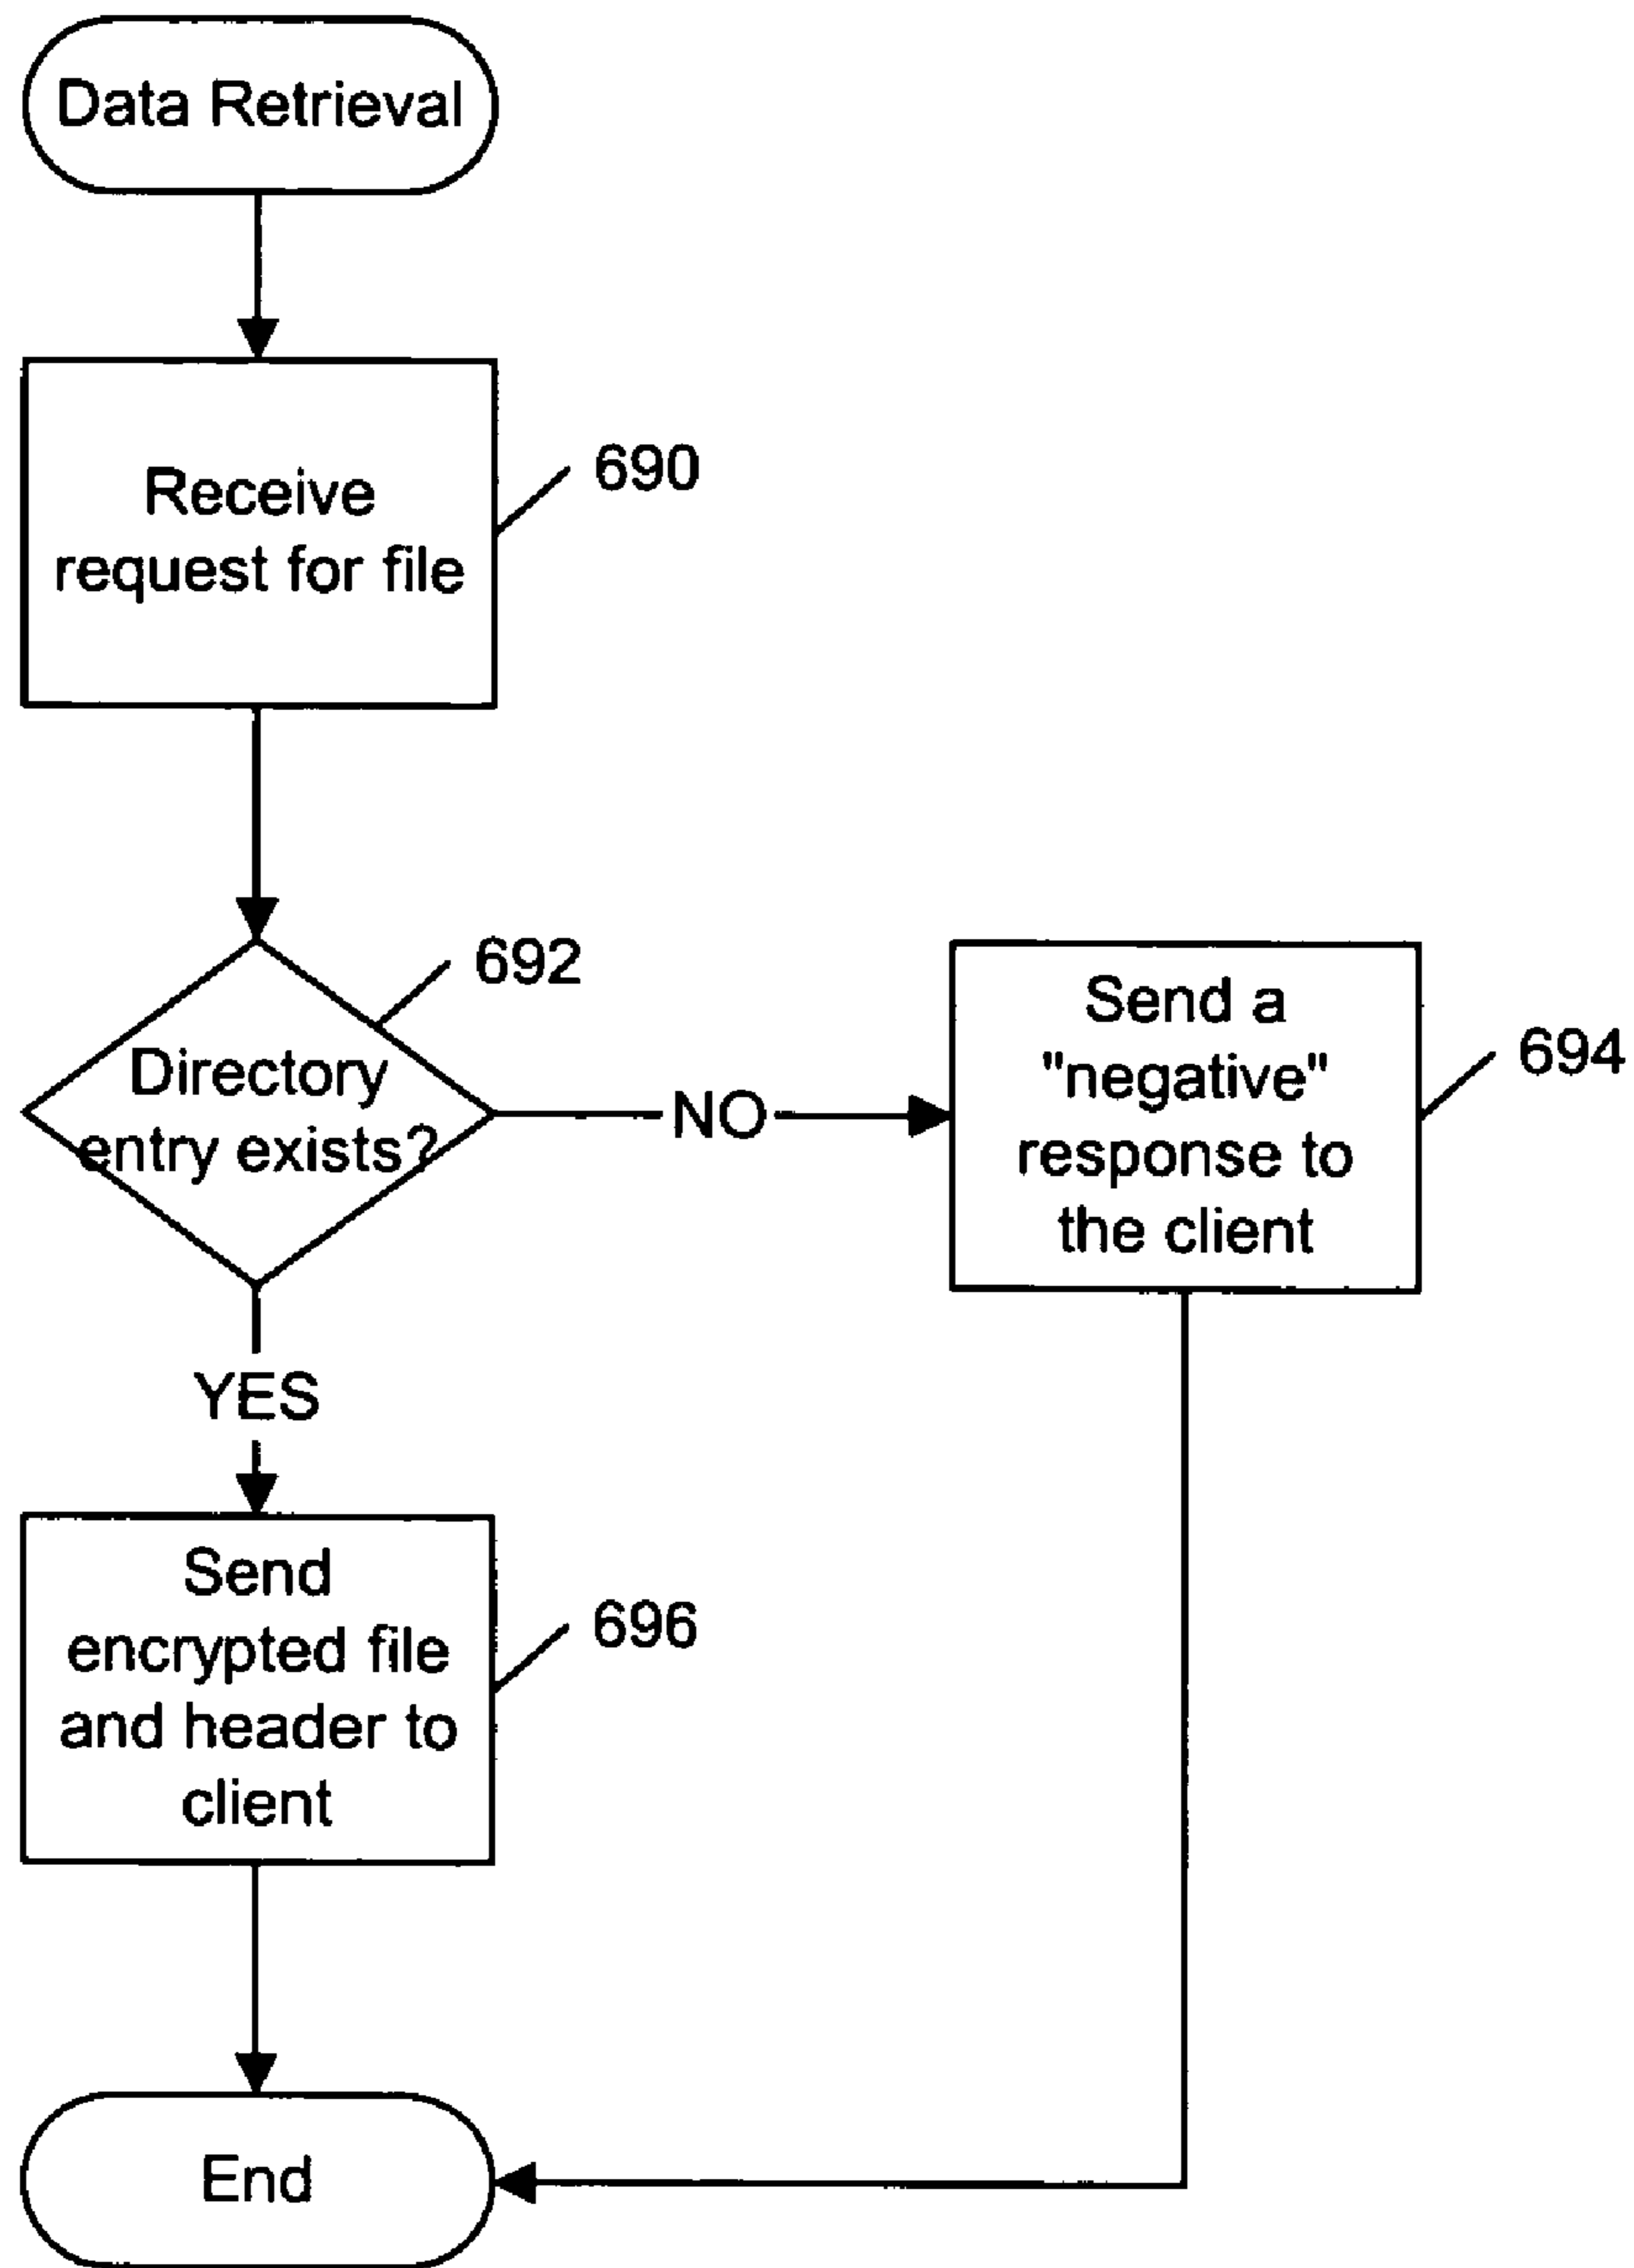 Data Retrieval
Receive
request for file
690
692
Directory
entry exists?
NO
Send a
"negative"
response to
the client
694
YES
Send
encrypted file
and header to
client
696
End